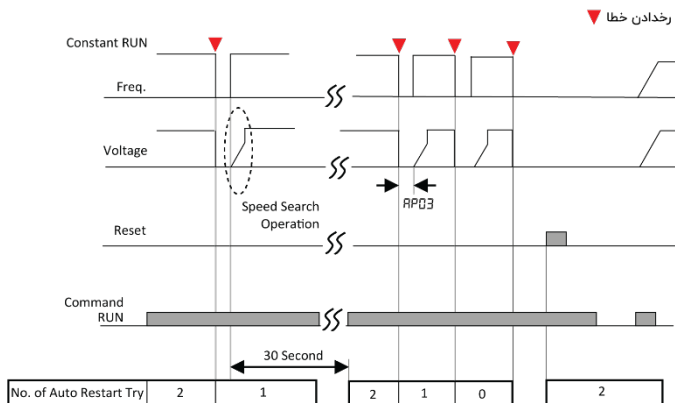 رخدادن خطا
Constant RUN
Freq.
Voltage
Speed Search
Operation
AP03
Reset
Command
RUN
30 Second
No. of Auto Restart Try 2 1 2 1 0 2